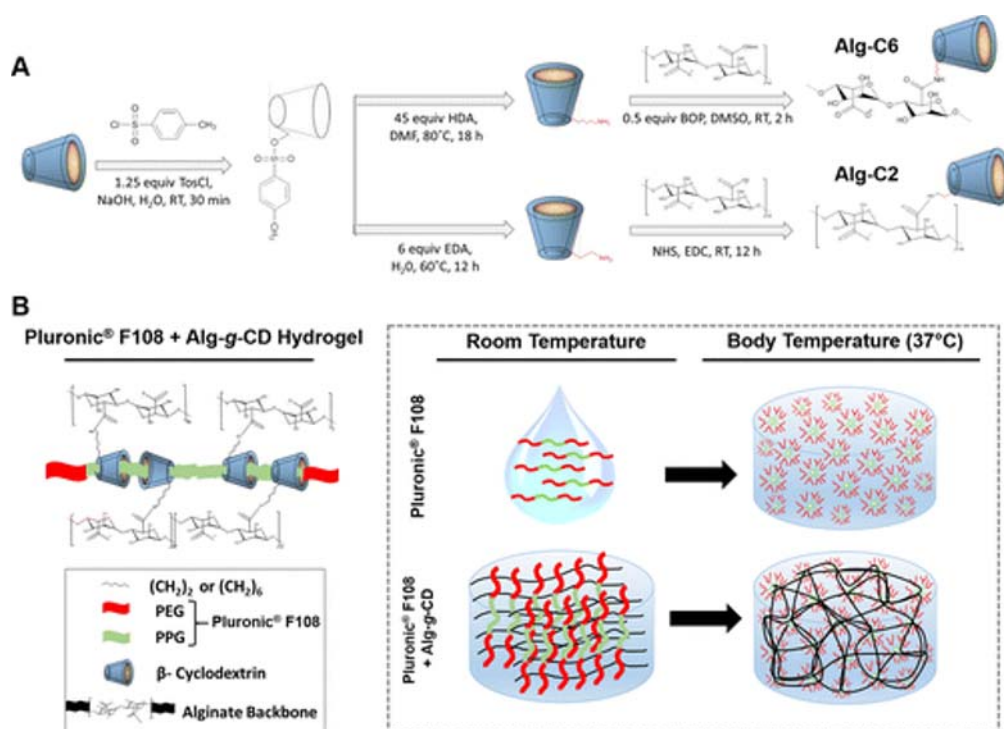 A
Cl
S
O
O
CH₃
1.25 equiv TosCl,
NaOH, H₂O, RT, 30 min
45 equiv HDA,
DMF, 80˚C, 18 h
6 equiv EDA,
H₂O, 60˚C, 12 h
0.5 equiv BOP, DMSO, RT, 2 h
NHS, EDC, RT, 12 h
Alg-C6
Alg-C2
B
Pluronic® F108 + Alg-g-CD Hydrogel
(CH₂)₂ or (CH₂)₆
PEG
PPG
Pluronic® F108
β- Cyclodextrin
Alginate Backbone
Room Temperature
Body Temperature (37°C)
Pluronic® F108
Pluronic® F108
+ Alg-g-CD